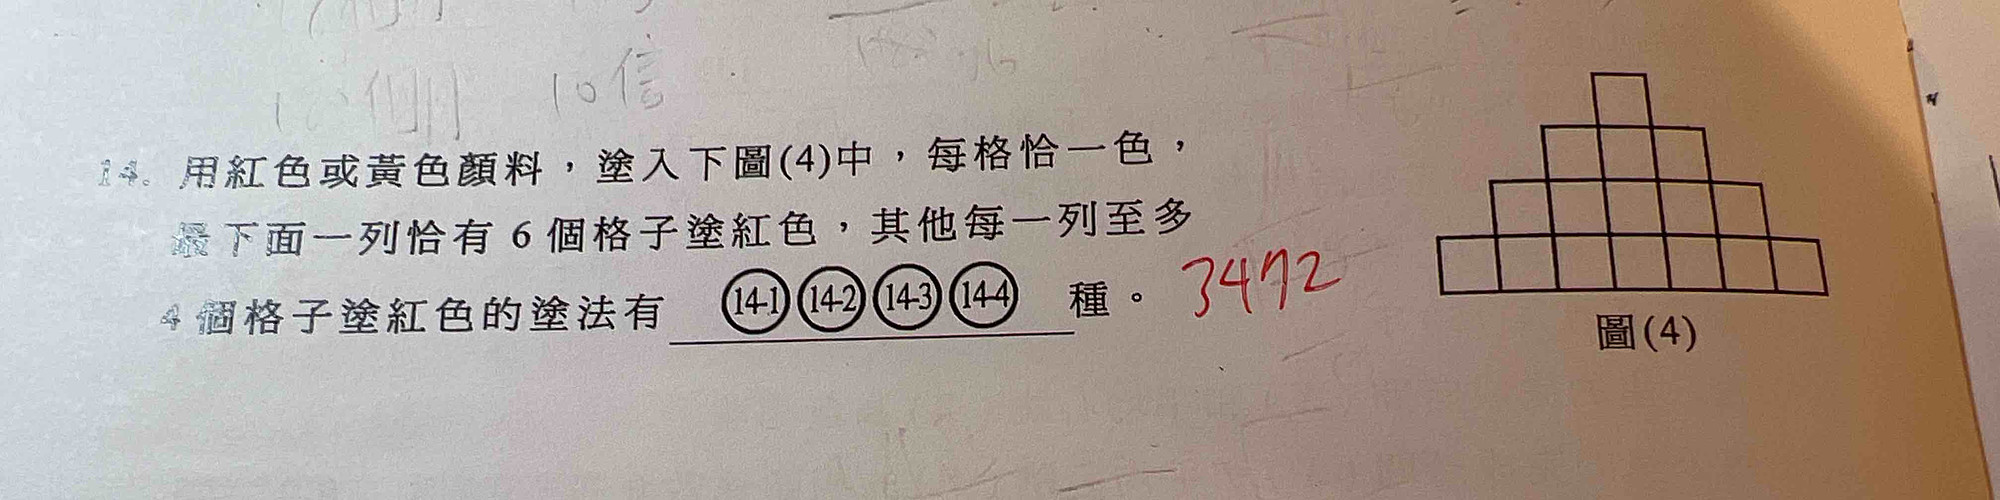 10倍
14. 用紅色或黃色顏料，塗入下圖(4)中，每格恰一色，
最下面一列恰有 6 個格子塗紅色，其他每一列至多
4 個格子塗紅色的塗法有 14-1 14-2 14-3 14-4 種。 3472
圖(4)